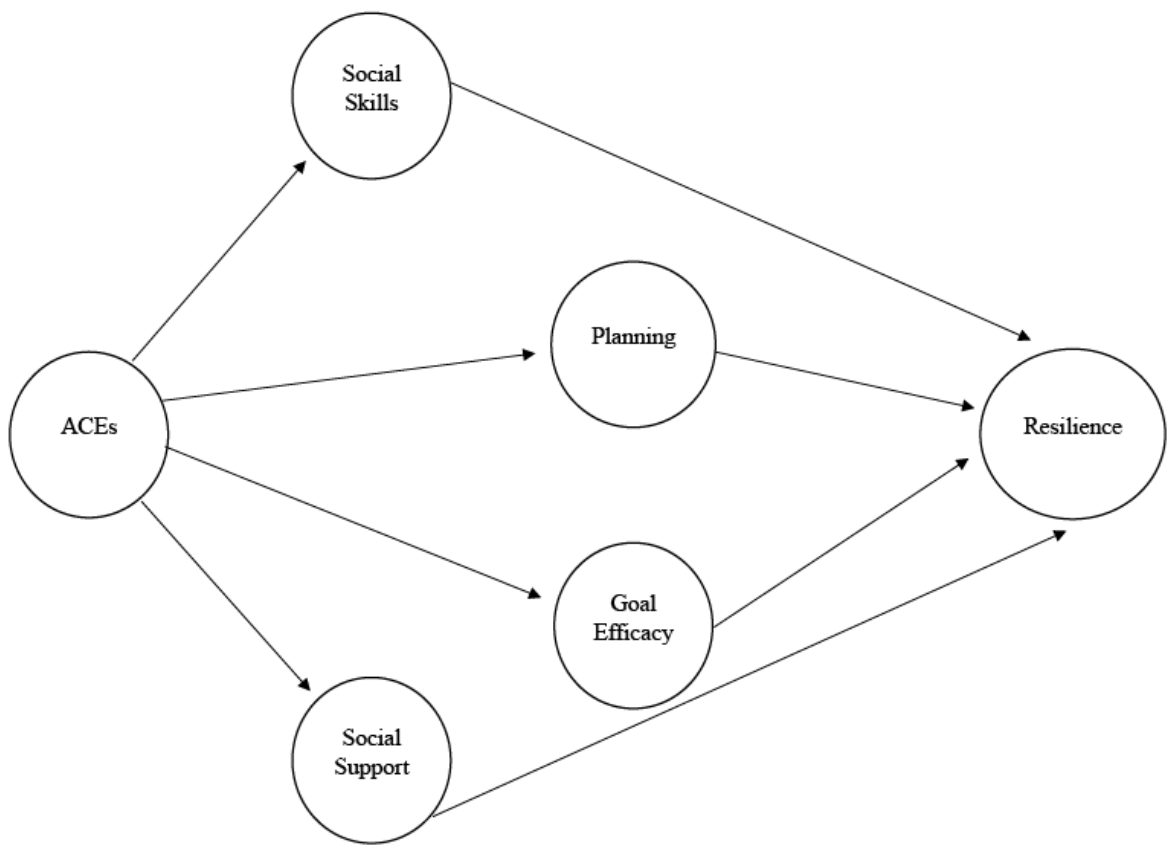 Social
Skills
Planning
ACEs
Resilience
Goal
Efficacy
Social
Support